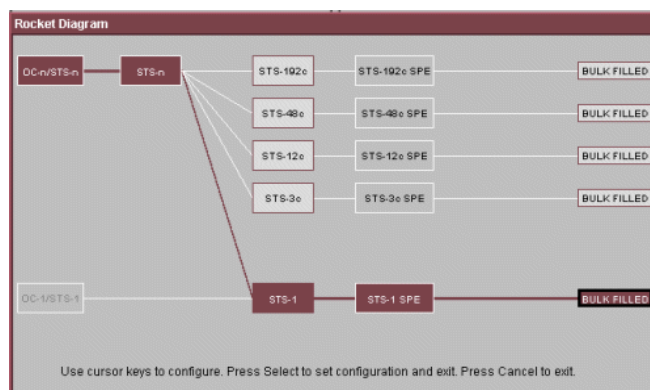 Rocket Diagram
OC-n/STS-n STS-n STS-192c STS-192c SPE BULK FILLED
STS-48c STS-48c SPE BULK FILLED
STS-12c STS-12c SPE BULK FILLED
STS-3c STS-3c SPE BULK FILLED
OC-1/STS-1 STS-1 STS-1 SPE BULK FILLED
Use cursor keys to configure. Press Select to set configuration and exit. Press Cancel to exit.